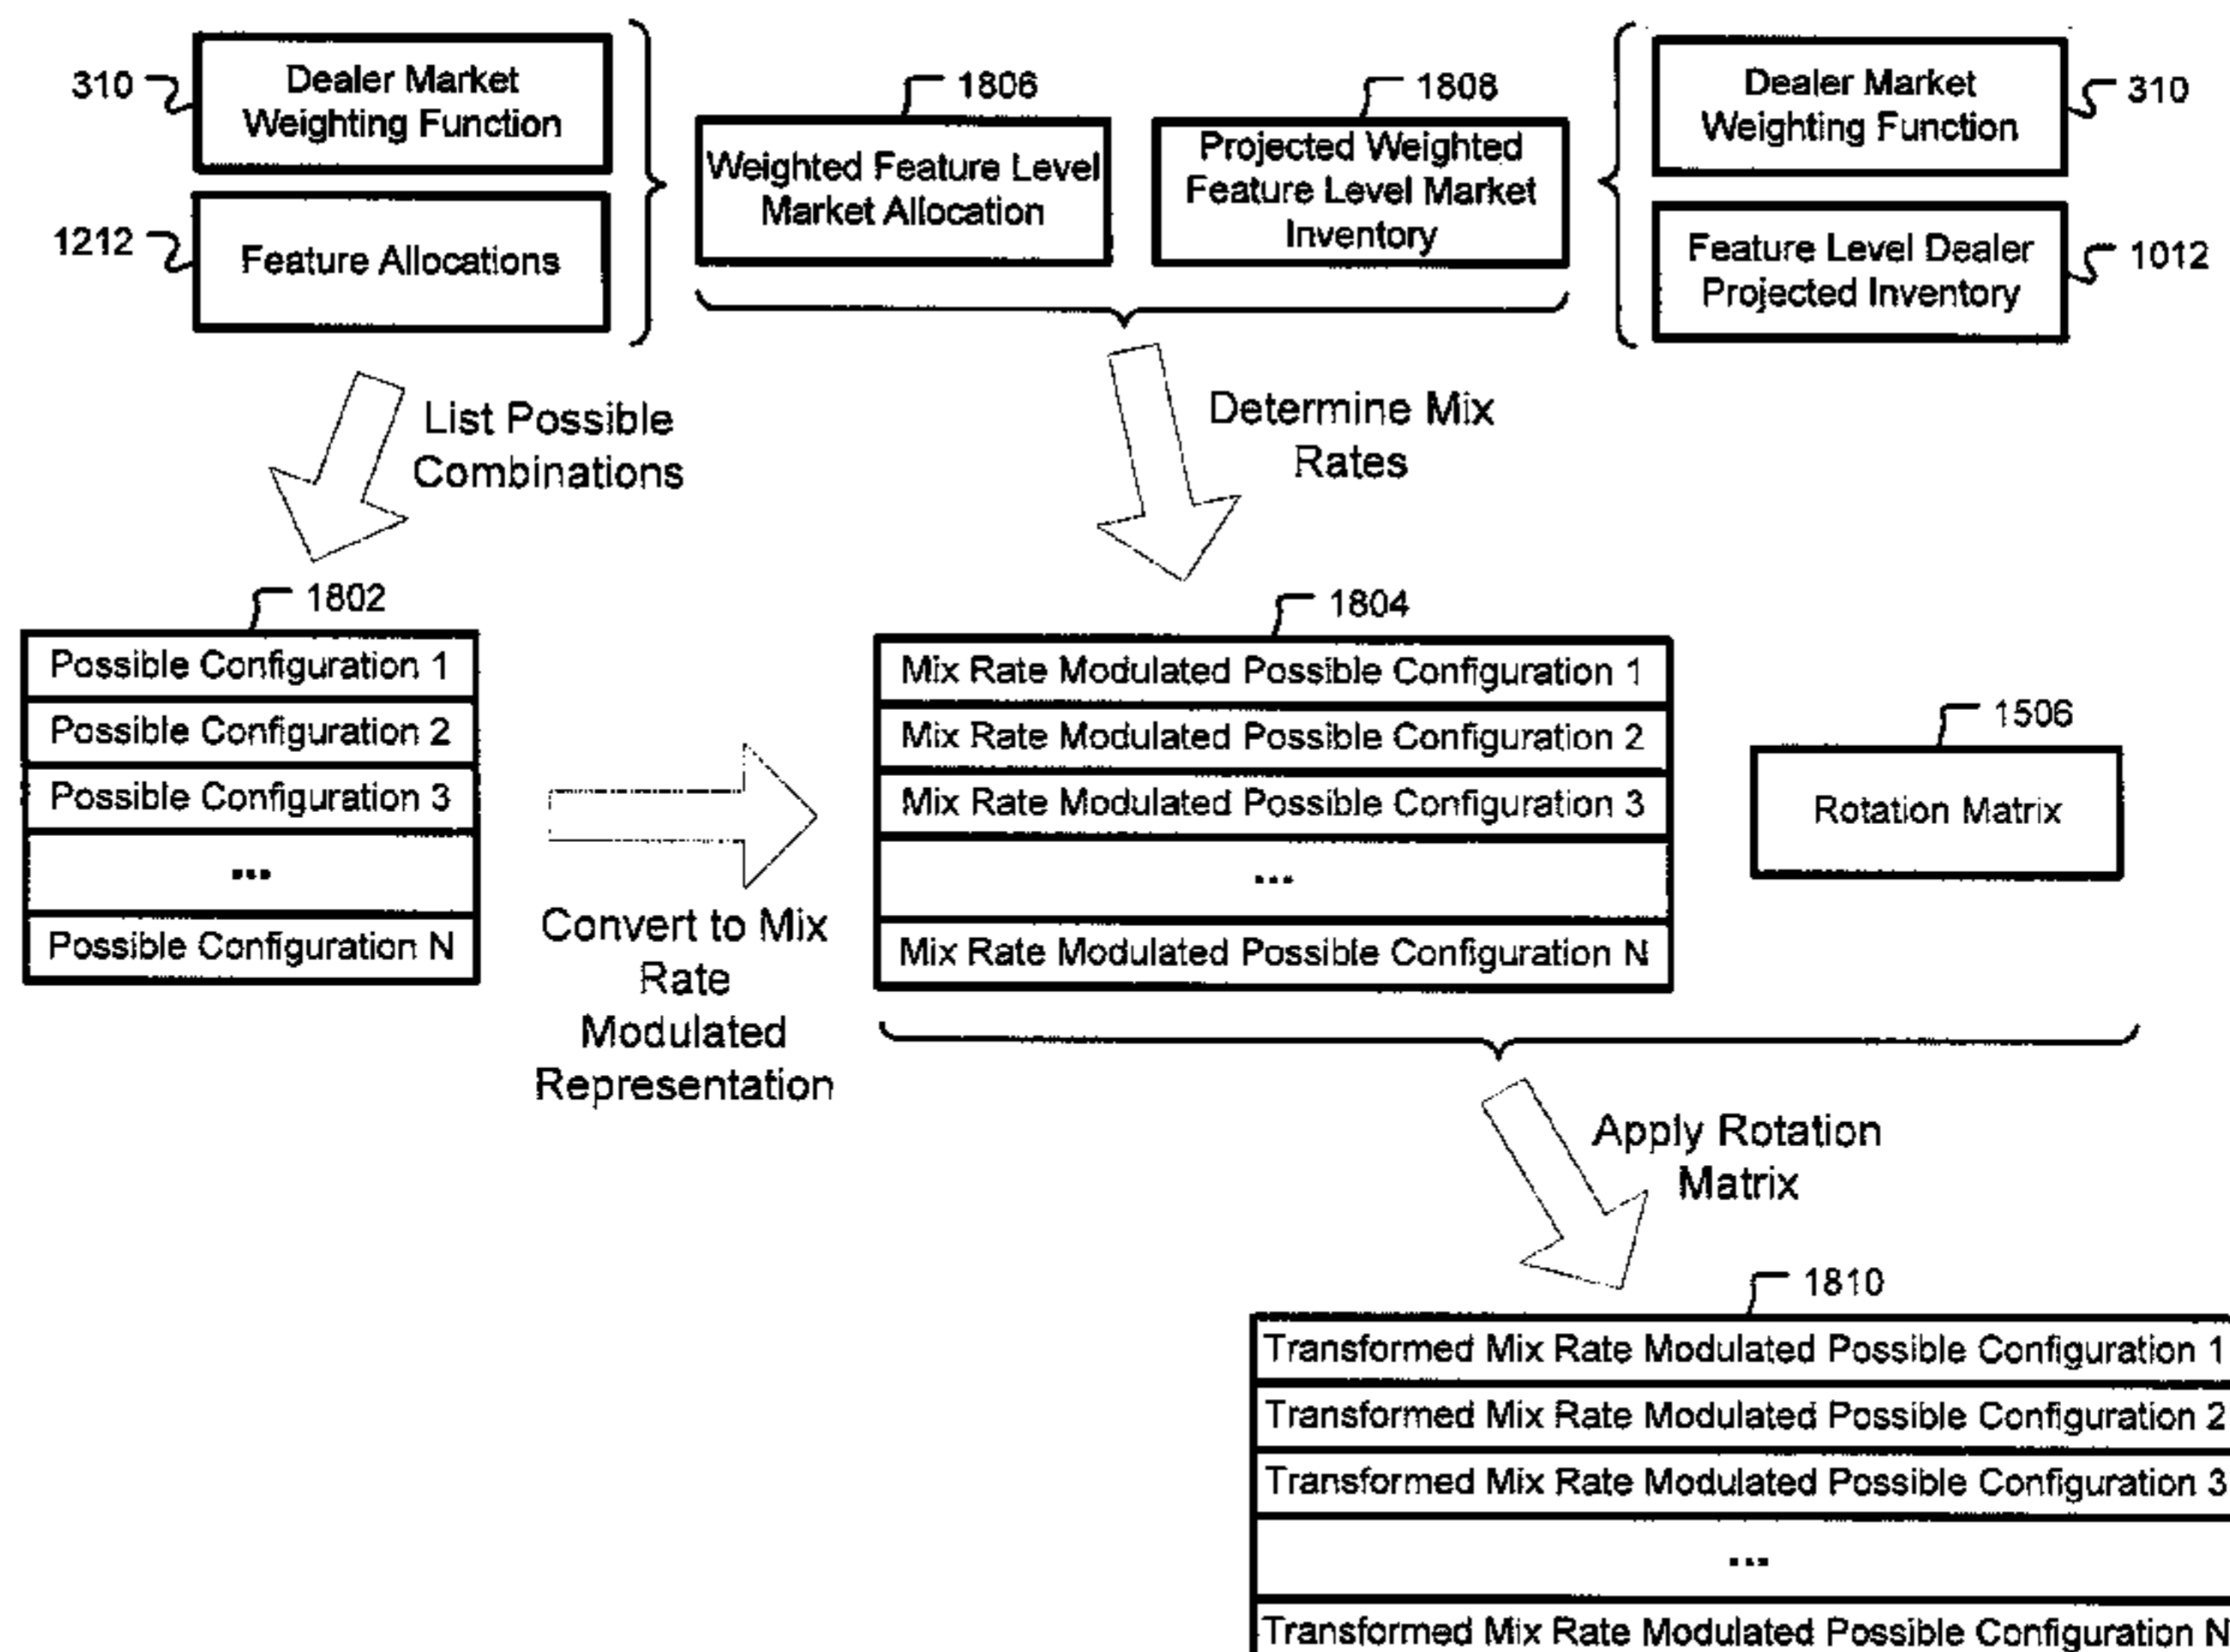 310
Dealer Market
Weighting Function
1212
Feature Allocations
1806
Weighted Feature Level
Market Allocation
1808
Projected Weighted
Feature Level Market
Inventory
Dealer Market
Weighting Function
310
Feature Level Dealer
Projected Inventory
1012
List Possible
Combinations
Determine Mix
Rates
1802
Possible Configuration 1
Possible Configuration 2
Possible Configuration 3
...
Possible Configuration N
Convert to Mix
Rate
Modulated
Representation
1804
Mix Rate Modulated Possible Configuration 1
Mix Rate Modulated Possible Configuration 2
Mix Rate Modulated Possible Configuration 3
...
Mix Rate Modulated Possible Configuration N
1506
Rotation Matrix
Apply Rotation
Matrix
1810
Transformed Mix Rate Modulated Possible Configuration 1
Transformed Mix Rate Modulated Possible Configuration 2
Transformed Mix Rate Modulated Possible Configuration 3
...
Transformed Mix Rate Modulated Possible Configuration N